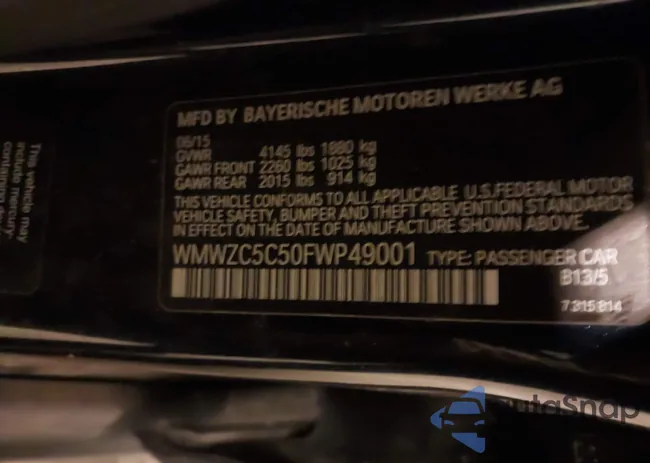 MFD BY BAYERISCHE MOTOREN WERKE AG
06/15
GVWR 4145 lbs 1880 kg
GAWR FRONT 2260 lbs 1025 kg
GAWR REAR 2015 lbs 914 kg
THIS VEHICLE CONFORMS TO ALL APPLICABLE U.S.FEDERAL MOTOR
VEHICLE SAFETY, BUMPER AND THEFT PREVENTION STANDARDS
IN EFFECT ON THE DATE OF MANUFACTURE SHOWN ABOVE.
WMWZC5C50FWP49001 TYPE: PASSENGER CAR
B13/5
7 315 814
This vehicle may
include mercury-
containing
AutoSnap